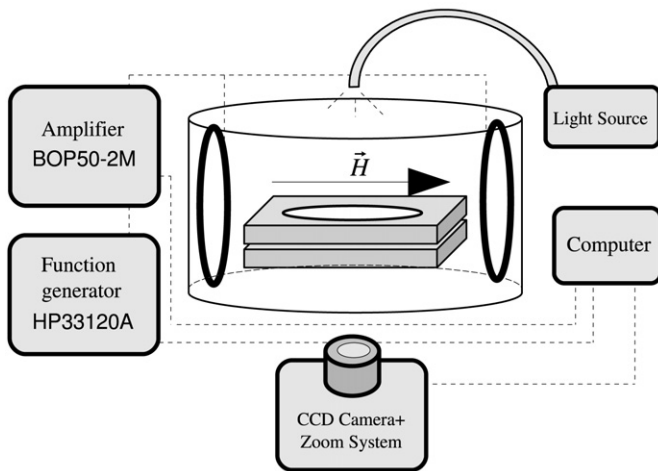 Amplifier
BOP50-2M
Light Source
H
Function
generator
HP33120A
Computer
CCD Camera+
Zoom System